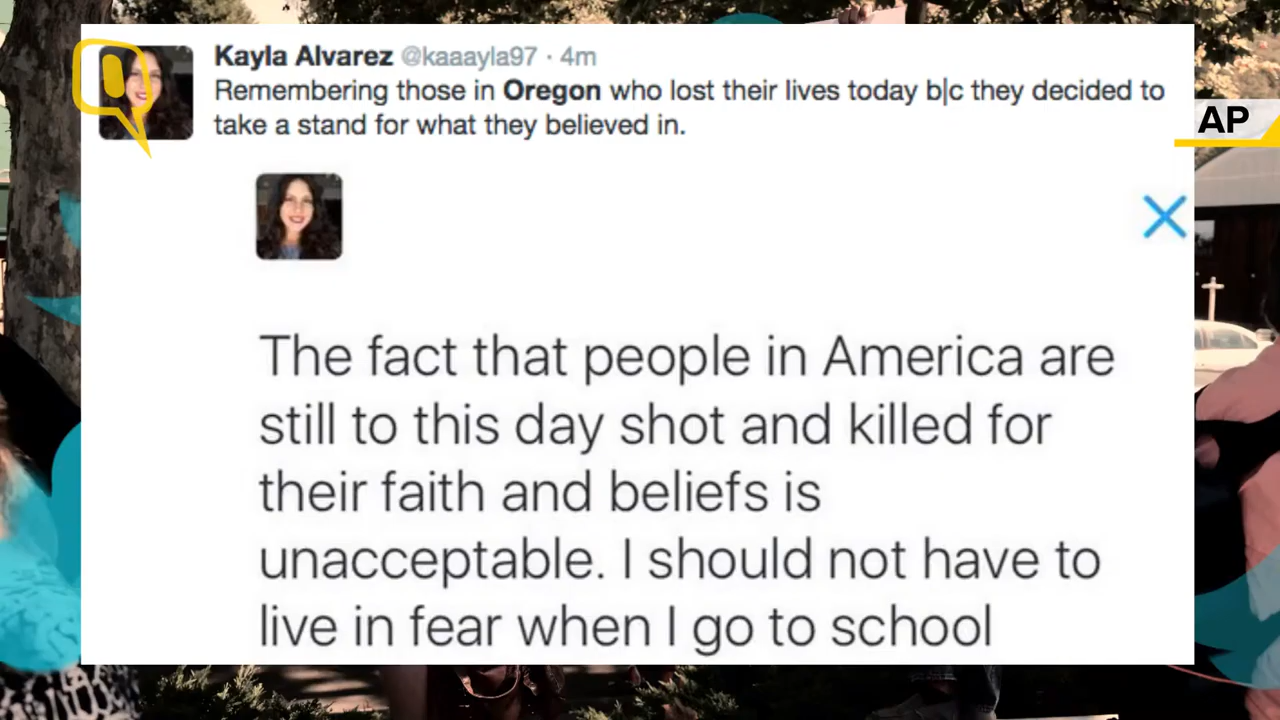 Kayla Alvarez @kaaayla97 · 4m
Remembering those in Oregon who lost their lives today b|c they decided to
take a stand for what they believed in.
AP
The fact that people in America are
still to this day shot and killed for
their faith and beliefs is
unacceptable. I should not have to
live in fear when I go to school